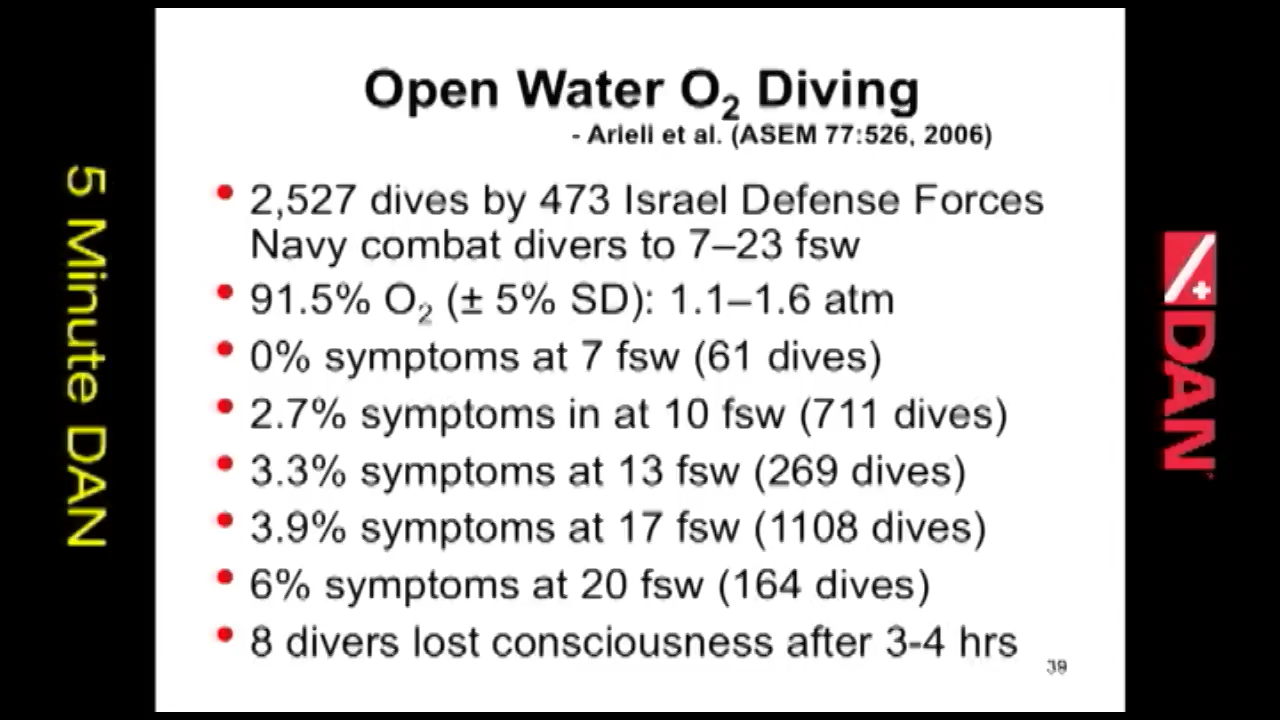 5 Minute DAN
Open Water O₂ Diving
- Arieli et al. (ASEM 77:526, 2006)
• 2,527 dives by 473 Israel Defense Forces
Navy combat divers to 7–23 fsw
• 91.5% O₂ (± 5% SD): 1.1–1.6 atm
• 0% symptoms at 7 fsw (61 dives)
• 2.7% symptoms in at 10 fsw (711 dives)
• 3.3% symptoms at 13 fsw (269 dives)
• 3.9% symptoms at 17 fsw (1108 dives)
• 6% symptoms at 20 fsw (164 dives)
• 8 divers lost consciousness after 3-4 hrs
39
DAN